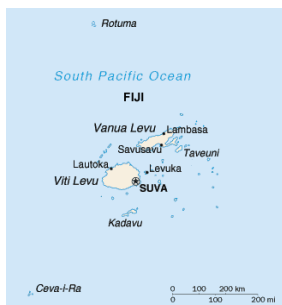 Rotuma
South Pacific Ocean
FIJI
Vanua Levu
Lambasa
Savusavu
Taveuni
Lautoka
Levuka
Viti Levu
SUVA
Kadavu
Ceva-I-Ra
0 100 200 km
0 100 200 mi